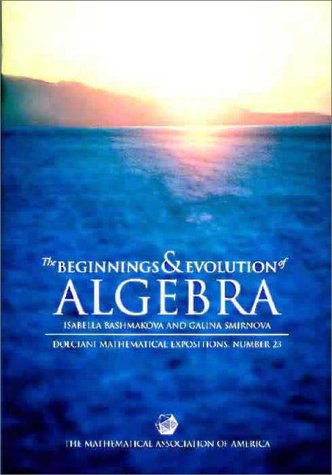 The BEGINNINGS & EVOLUTION of
ALGEBRA
ISABELLA BASHMAKOVA AND GALINA SMIRNOVA
DOLCIANI MATHEMATICAL EXPOSITIONS, NUMBER 23
THE MATHEMATICAL ASSOCIATION OF AMERICA